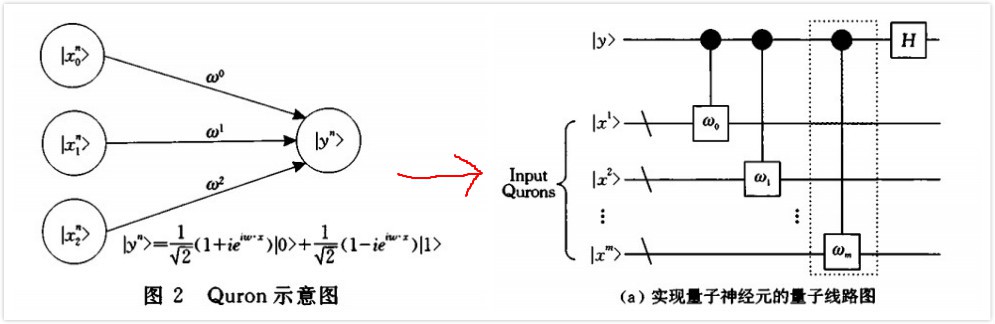 |x₀ⁿ>
ω⁰
|x₁ⁿ>
ω¹
|yⁿ>
ω²
|x₂ⁿ>
|yⁿ>=1/√2(1+ie^{iw·x})|0>+1/√2(1-ie^{iw·x})|1>
图 2 Quron 示意图
|y>
H
|x¹>
ω₀
Input
Qurons
|x²>
ω₁
⋮
⋮
|xᵐ>
ωₘ
(a) 实现量子神经元的量子线路图